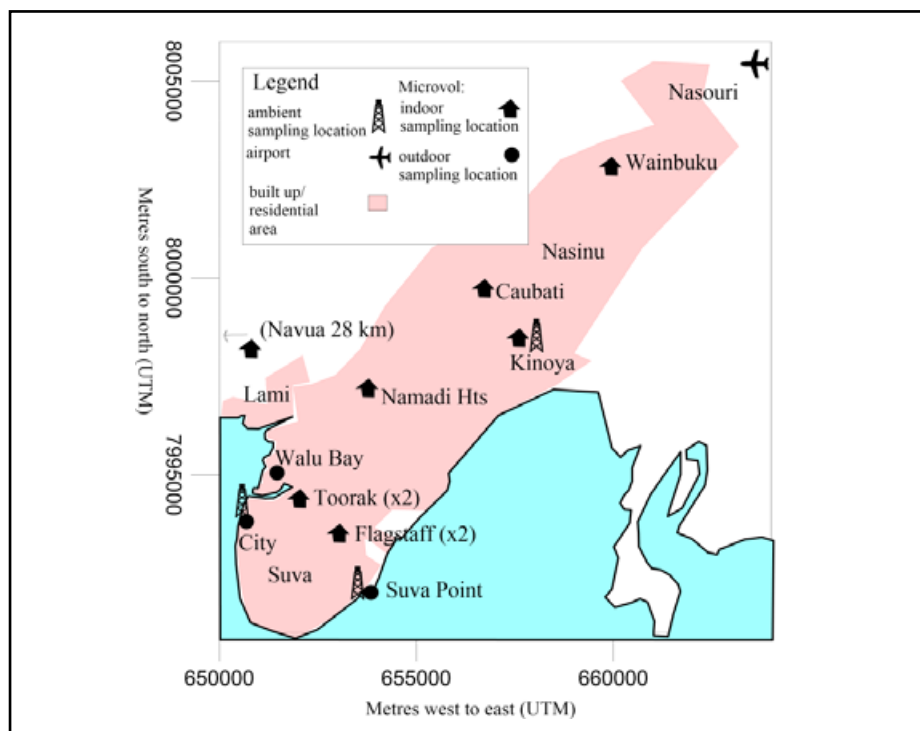 Legend
ambient
sampling location
airport
built up/
residential
area
Microvol:
indoor
sampling location
outdoor
sampling location
Nasouri
Wainbuku
Nasinu
Caubati
Kinoya
(Navua 28 km)
Lami
Namadi Hts
Walu Bay
Toorak (x2)
City
Flagstaff (x2)
Suva
Suva Point
Metres south to north (UTM)
8005000
8000000
7995000
650000
655000
660000
Metres west to east (UTM)